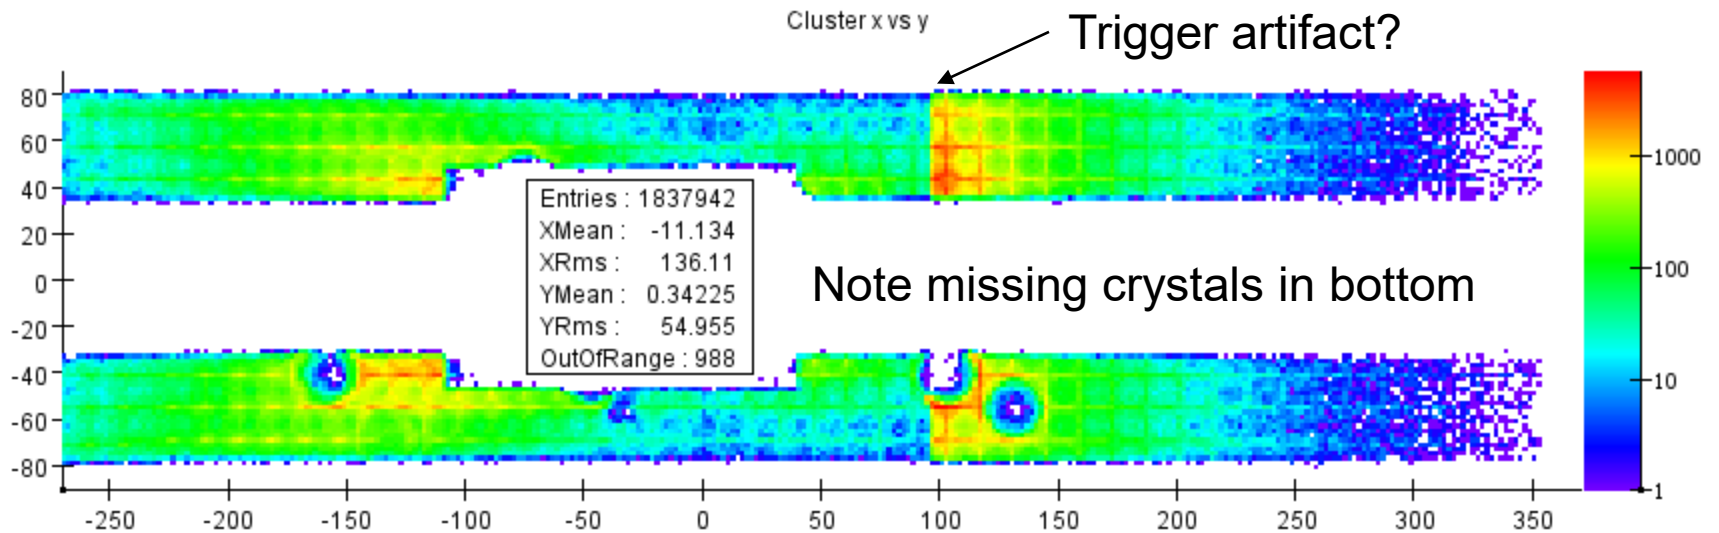 Cluster x vs y
Trigger artifact?
80
60
40
20
0
-20
-40
-60
-80
Entries : 1837942
XMean : -11.134
XRms : 136.11
YMean : 0.34225
YRms : 54.955
OutOfRange : 988
Note missing crystals in bottom
1000
100
10
1
-250 -200 -150 -100 -50 0 50 100 150 200 250 300 350